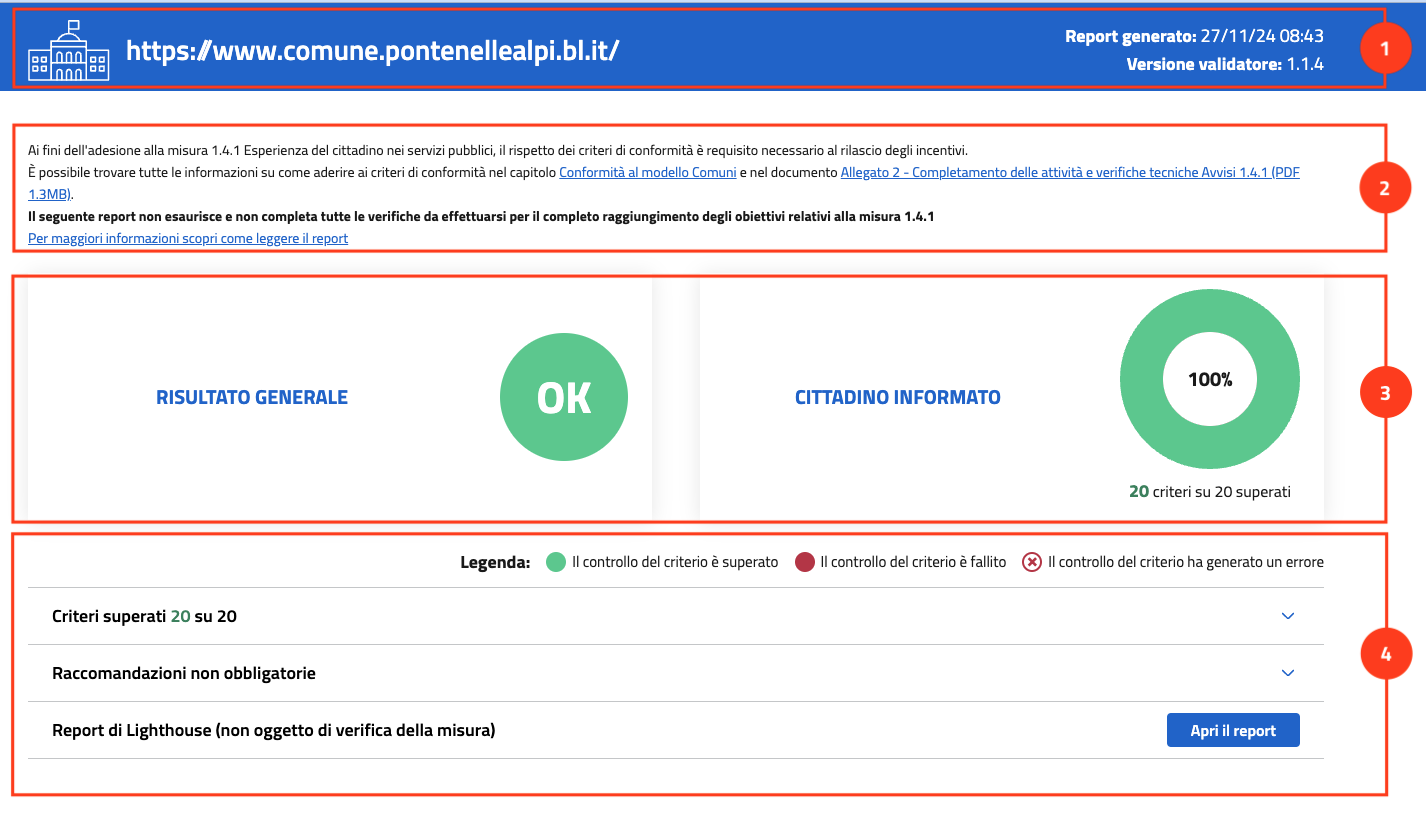 https://www.comune.pontenellealpi.bl.it/
Report generato: 27/11/24 08:43
Versione validatore: 1.1.4
1
Ai fini dell'adesione alla misura 1.4.1 Esperienza del cittadino nei servizi pubblici, il rispetto dei criteri di conformità è requisito necessario al rilascio degli incentivi.
È possibile trovare tutte le informazioni su come aderire ai criteri di conformità nel capitolo Conformità al modello Comuni e nel documento Allegato 2 - Completamento delle attività e verifiche tecniche Avvisi 1.4.1 (PDF
1.3MB).
Il seguente report non esaurisce e non completa tutte le verifiche da effettuarsi per il completo raggiungimento degli obiettivi relativi alla misura 1.4.1
Per maggiori informazioni scopri come leggere il report
2
RISULTATO GENERALE
OK
CITTADINO INFORMATO
100%
20 criteri su 20 superati
3
Legenda: Il controllo del criterio è superato Il controllo del criterio è fallito Il controllo del criterio ha generato un errore
Criteri superati 20 su 20
Raccomandazioni non obbligatorie
Report di Lighthouse (non oggetto di verifica della misura)
Apri il report
4